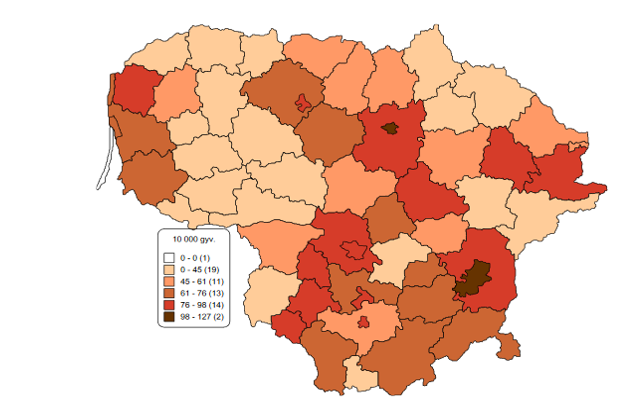 10 000 gyv.
0 - 0 (1)
0 - 45 (19)
45 - 61 (11)
61 - 76 (13)
76 - 98 (14)
98 - 127 (2)